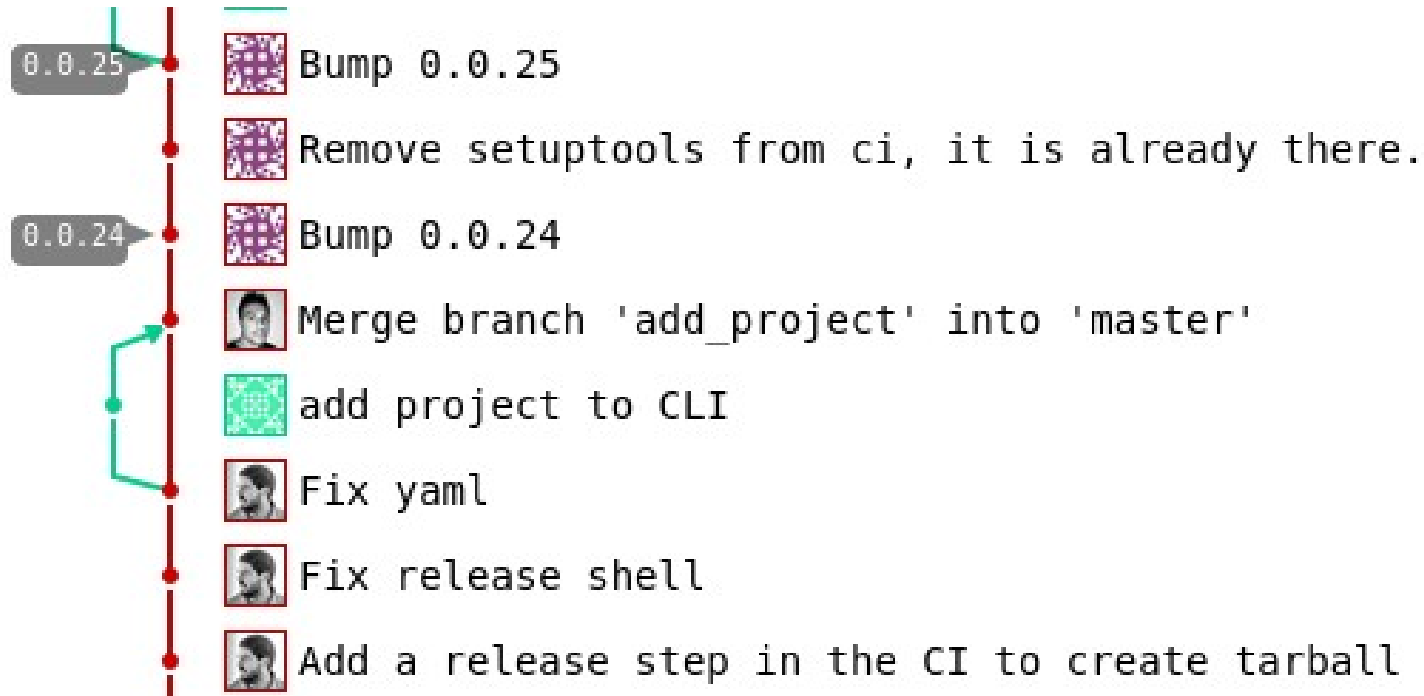 0.0.25 Bump 0.0.25
Remove setuptools from ci, it is already there.
0.0.24 Bump 0.0.24
Merge branch 'add_project' into 'master'
add project to CLI
Fix yaml
Fix release shell
Add a release step in the CI to create tarball